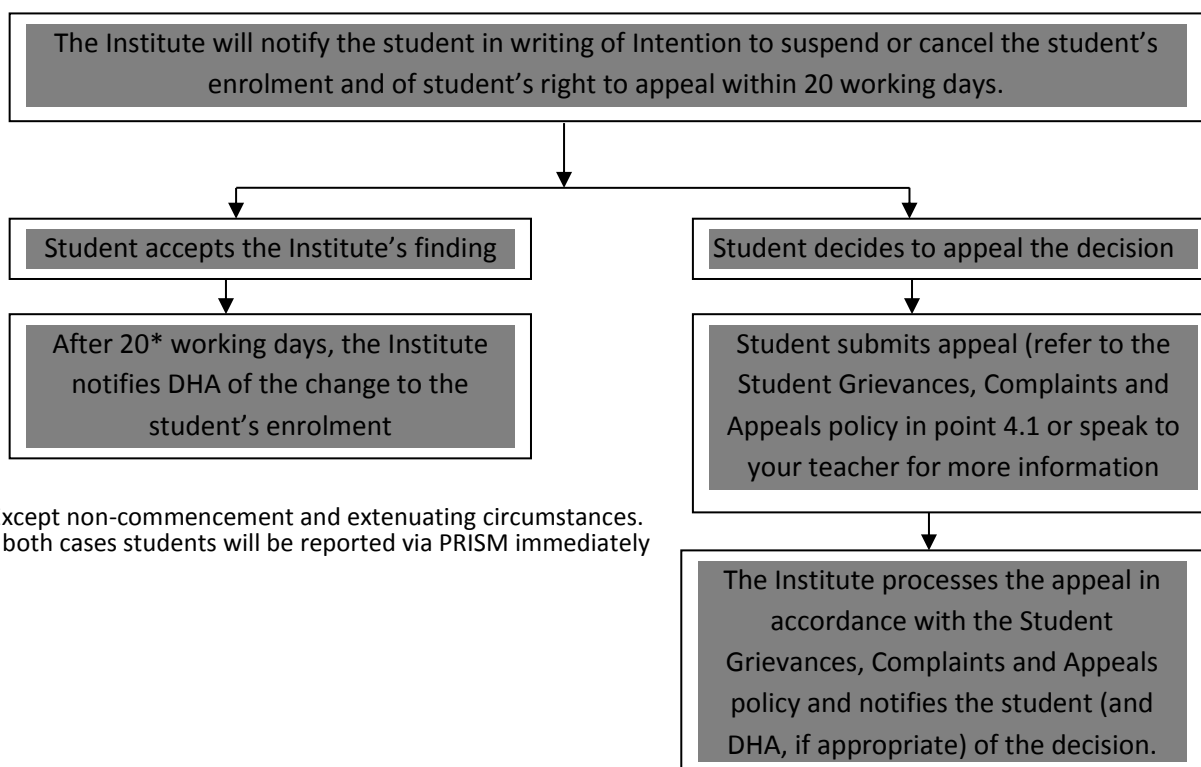 The Institute will notify the student in writing of Intention to suspend or cancel the student’s
enrolment and of student’s right to appeal within 20 working days.
Student accepts the Institute’s finding
Student decides to appeal the decision
After 20* working days, the Institute
notifies DHA of the change to the
student’s enrolment
Student submits appeal (refer to the
Student Grievances, Complaints and
Appeals policy in point 4.1 or speak to
your teacher for more information
xcept non-commencement and extenuating circumstances.
both cases students will be reported via PRISM immediately
The Institute processes the appeal in
accordance with the Student
Grievances, Complaints and Appeals
policy and notifies the student (and
DHA, if appropriate) of the decision.